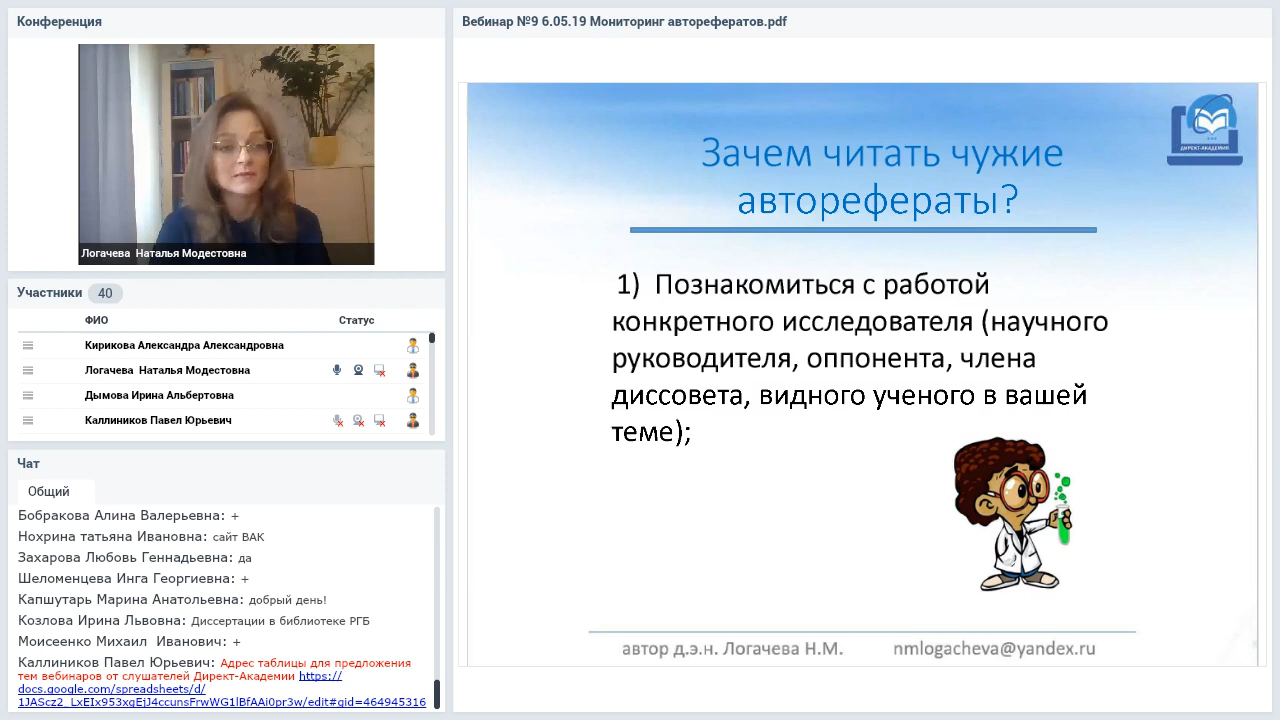 Конференция
Логачева Наталья Модестовна
Участники 40
ФИО Статус
Кирикова Александра Александровна
Логачева Наталья Модестовна
Дымова Ирина Альбертовна
Каллиников Павел Юрьевич
Чат
Общий
Бобракова Алина Валерьевна: +
Нохрина татьяна Ивановна: сайт ВАК
Захарова Любовь Геннадьевна: да
Шеломенцева Инга Георгиевна: +
Капшутарь Марина Анатольевна: добрый день!
Козлова Ирина Львовна: Диссертации в библиотеке РГБ
Моисеенко Михаил Иванович: +
Каллиников Павел Юрьевич: Адрес таблицы для предложения
тем вебинаров от слушателей Директ-Академии https://
docs.google.com/spreadsheets/d/
1JAScz2_LxEIx953xgEjJ4ccunsFrwWG1lBfAAi0pr3w/edit#gid=464945316
Вебинар №9 6.05.19 Мониторинг авторефератов.pdf
ДИРЕКТ-АКАДЕМИЯ
Зачем читать чужие
авторефераты?
1) Познакомиться с работой
конкретного исследователя (научного
руководителя, оппонента, члена
диссовета, видного ученого в вашей
теме);
автор д.э.н. Логачева Н.М. nmlogacheva@yandex.ru